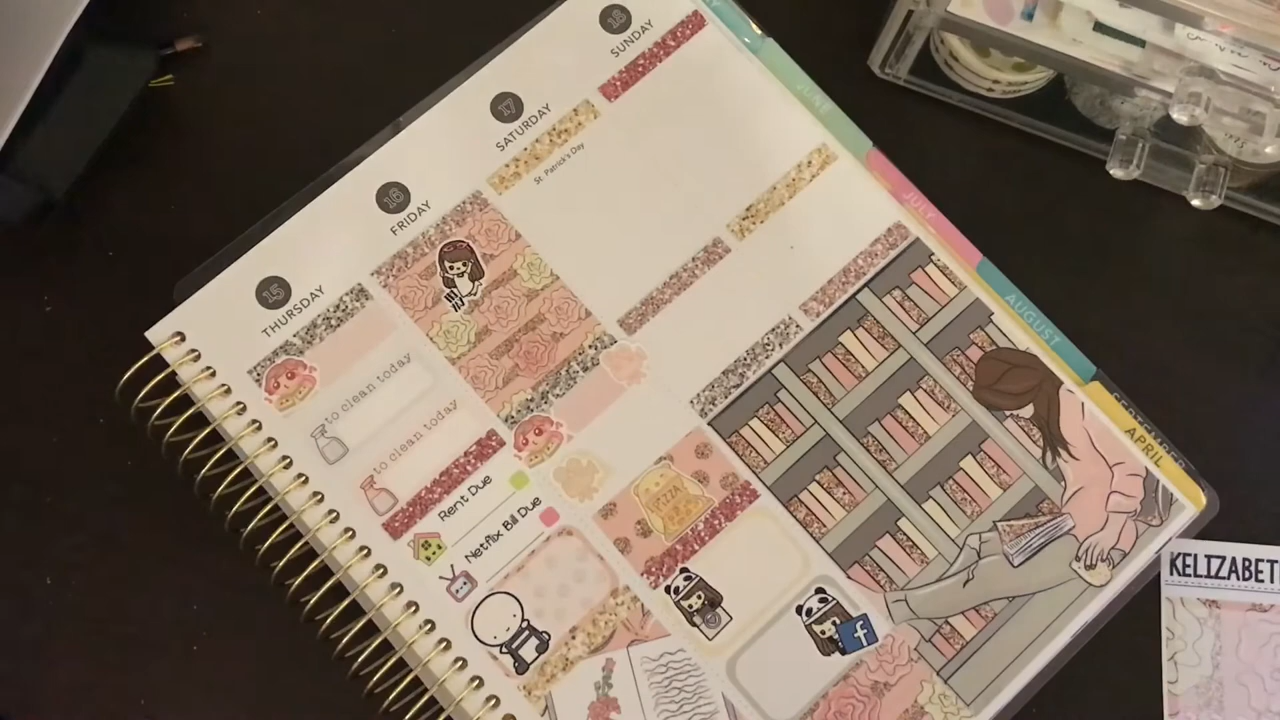 15
THURSDAY
16
FRIDAY
17
SATURDAY
18
SUNDAY
St Patrick's Day
to clean today
to clean today
Rent Due
Netflix Bill Due
PIZZA
f
JUNE
JULY
AUGUST
APRIL
KELIZABET